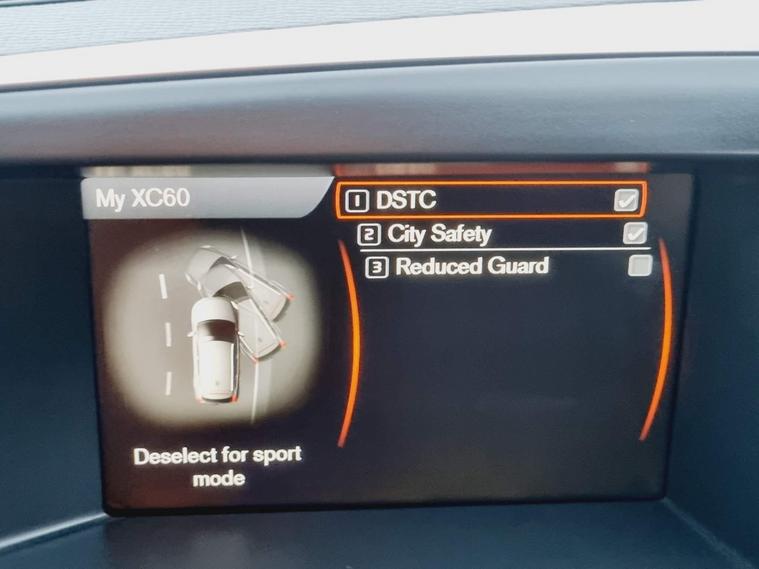 My XC60
1 DSTC
2 City Safety
3 Reduced Guard
Deselect for sport
mode